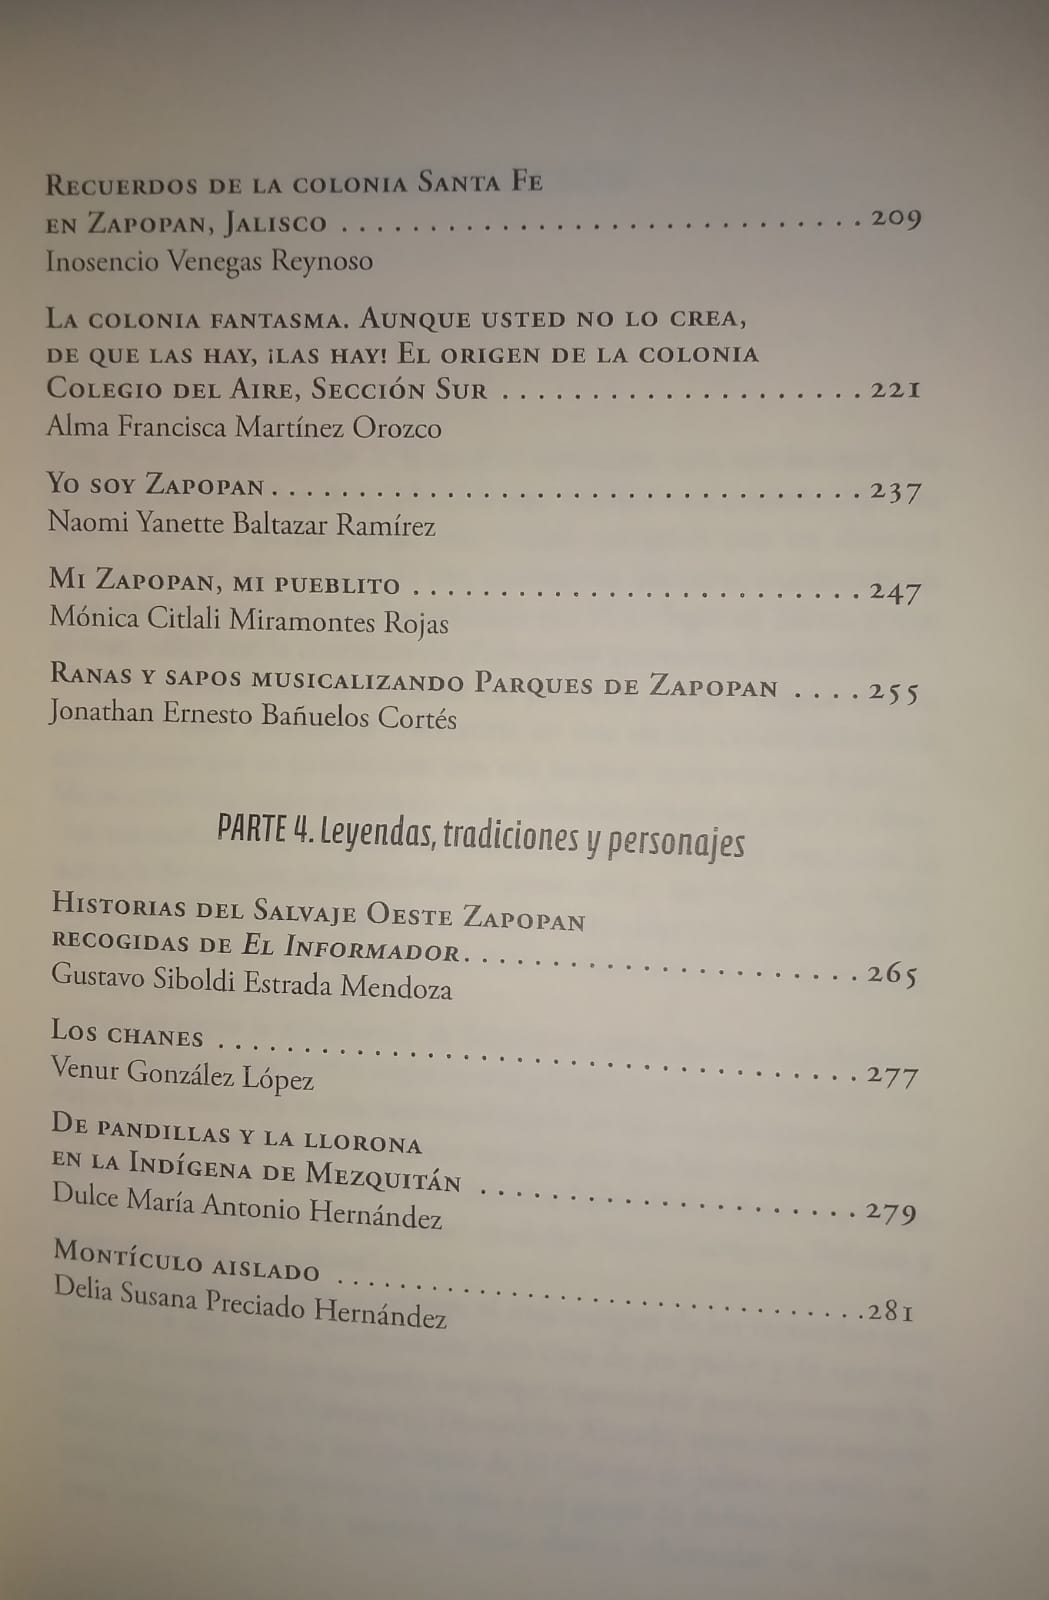 Recuerdos de la colonia Santa Fe
en Zapopan, Jalisco . . . . . . . . . . . . . . . . . . . . . . . . . . . . . . 209
Inosencio Venegas Reynoso
La colonia fantasma. Aunque usted no lo crea,
de que las hay, ¡las hay! El origen de la colonia
Colegio del Aire, Sección Sur . . . . . . . . . . . . . . . . . . . . . 221
Alma Francisca Martínez Orozco
Yo soy Zapopan . . . . . . . . . . . . . . . . . . . . . . . . . . . . . . . . . . 237
Naomi Yanette Baltazar Ramírez
Mi Zapopan, mi pueblito . . . . . . . . . . . . . . . . . . . . . . . . . . 247
Mónica Citlali Miramontes Rojas
Ranas y sapos musicalizando Parques de Zapopan . . . . 255
Jonathan Ernesto Bañuelos Cortés
PARTE 4. Leyendas, tradiciones y personajes
Historias del Salvaje Oeste Zapopan
recogidas de El Informador . . . . . . . . . . . . . . . . . . . . . . . 265
Gustavo Siboldi Estrada Mendoza
Los chanes . . . . . . . . . . . . . . . . . . . . . . . . . . . . . . . . . . . . . 277
Venur González López
De pandillas y la llorona
en la Indígena de Mezquitán . . . . . . . . . . . . . . . . . . . . . . 279
Dulce María Antonio Hernández
Montículo aislado . . . . . . . . . . . . . . . . . . . . . . . . . . . . . . 281
Delia Susana Preciado Hernández